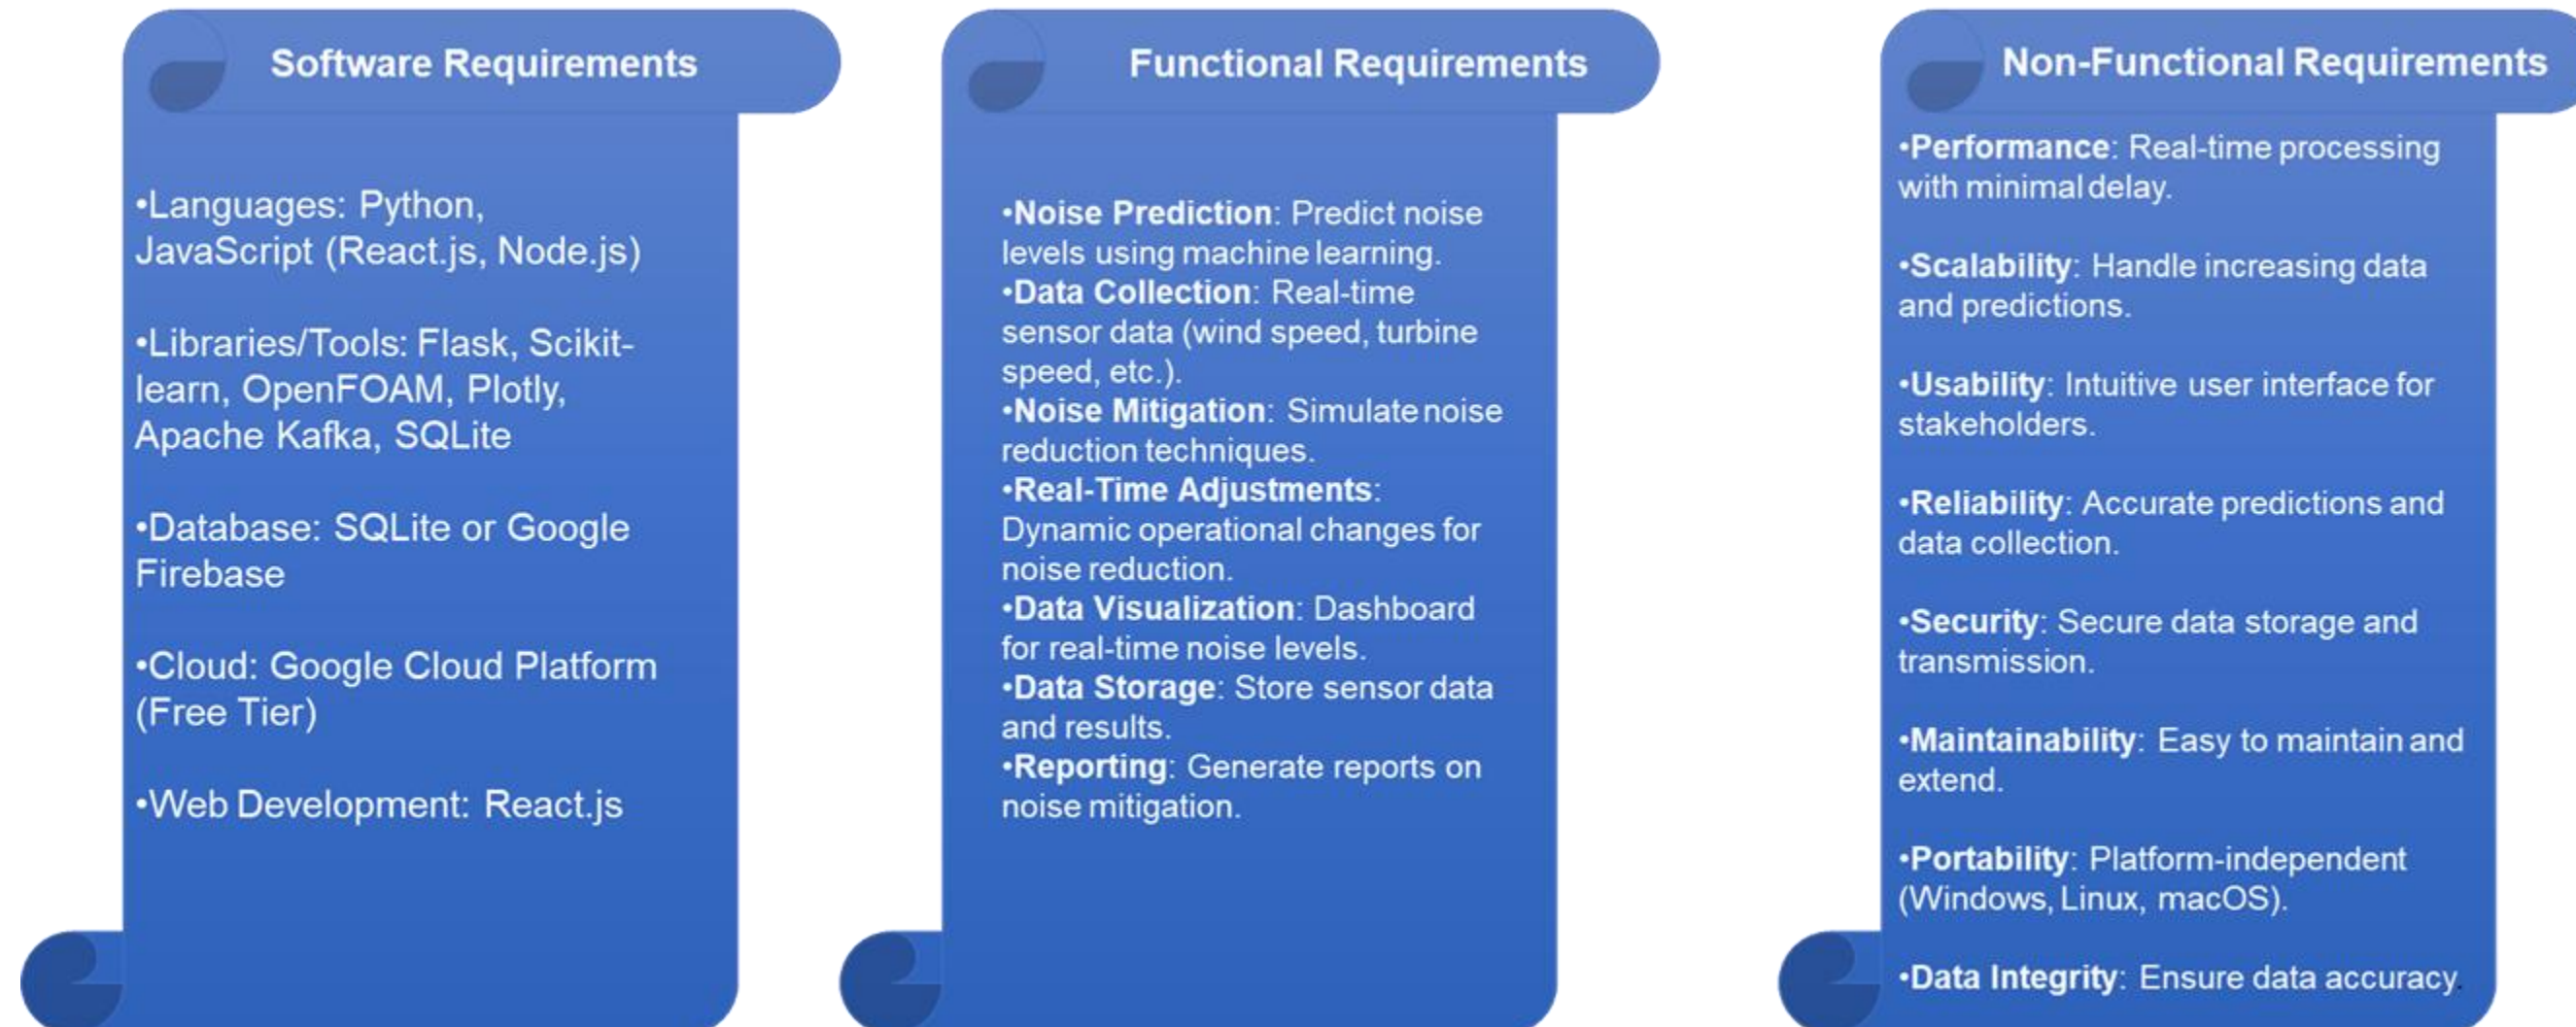 Software Requirements
•Languages: Python,
JavaScript (React.js, Node.js)
•Libraries/Tools: Flask, Scikit-
learn, OpenFOAM, Plotly,
Apache Kafka, SQLite
•Database: SQLite or Google
Firebase
•Cloud: Google Cloud Platform
(Free Tier)
•Web Development: React.js
Functional Requirements
•Noise Prediction: Predict noise
levels using machine learning.
•Data Collection: Real-time
sensor data (wind speed, turbine
speed, etc.).
•Noise Mitigation: Simulate noise
reduction techniques.
•Real-Time Adjustments:
Dynamic operational changes for
noise reduction.
•Data Visualization: Dashboard
for real-time noise levels.
•Data Storage: Store sensor data
and results.
•Reporting: Generate reports on
noise mitigation.
Non-Functional Requirements
•Performance: Real-time processing
with minimal delay.
•Scalability: Handle increasing data
and predictions.
•Usability: Intuitive user interface for
stakeholders.
•Reliability: Accurate predictions and
data collection.
•Security: Secure data storage and
transmission.
•Maintainability: Easy to maintain and
extend.
•Portability: Platform-independent
(Windows, Linux, macOS).
•Data Integrity: Ensure data accuracy.